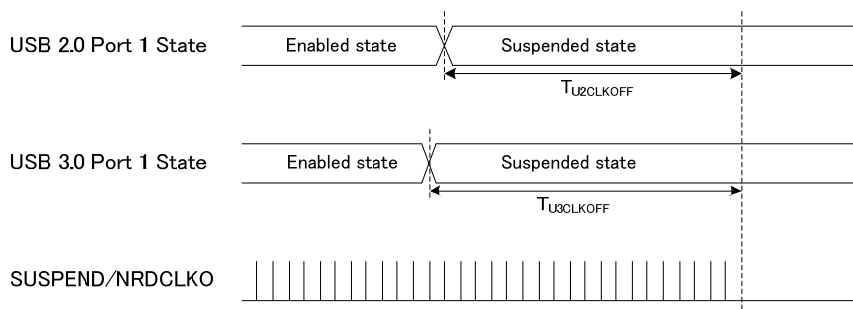 USB 2.0 Port 1 State
Enabled state
Suspended state
TU2CLKOFF
USB 3.0 Port 1 State
Enabled state
Suspended state
TU3CLKOFF
SUSPEND/NRDCLKO